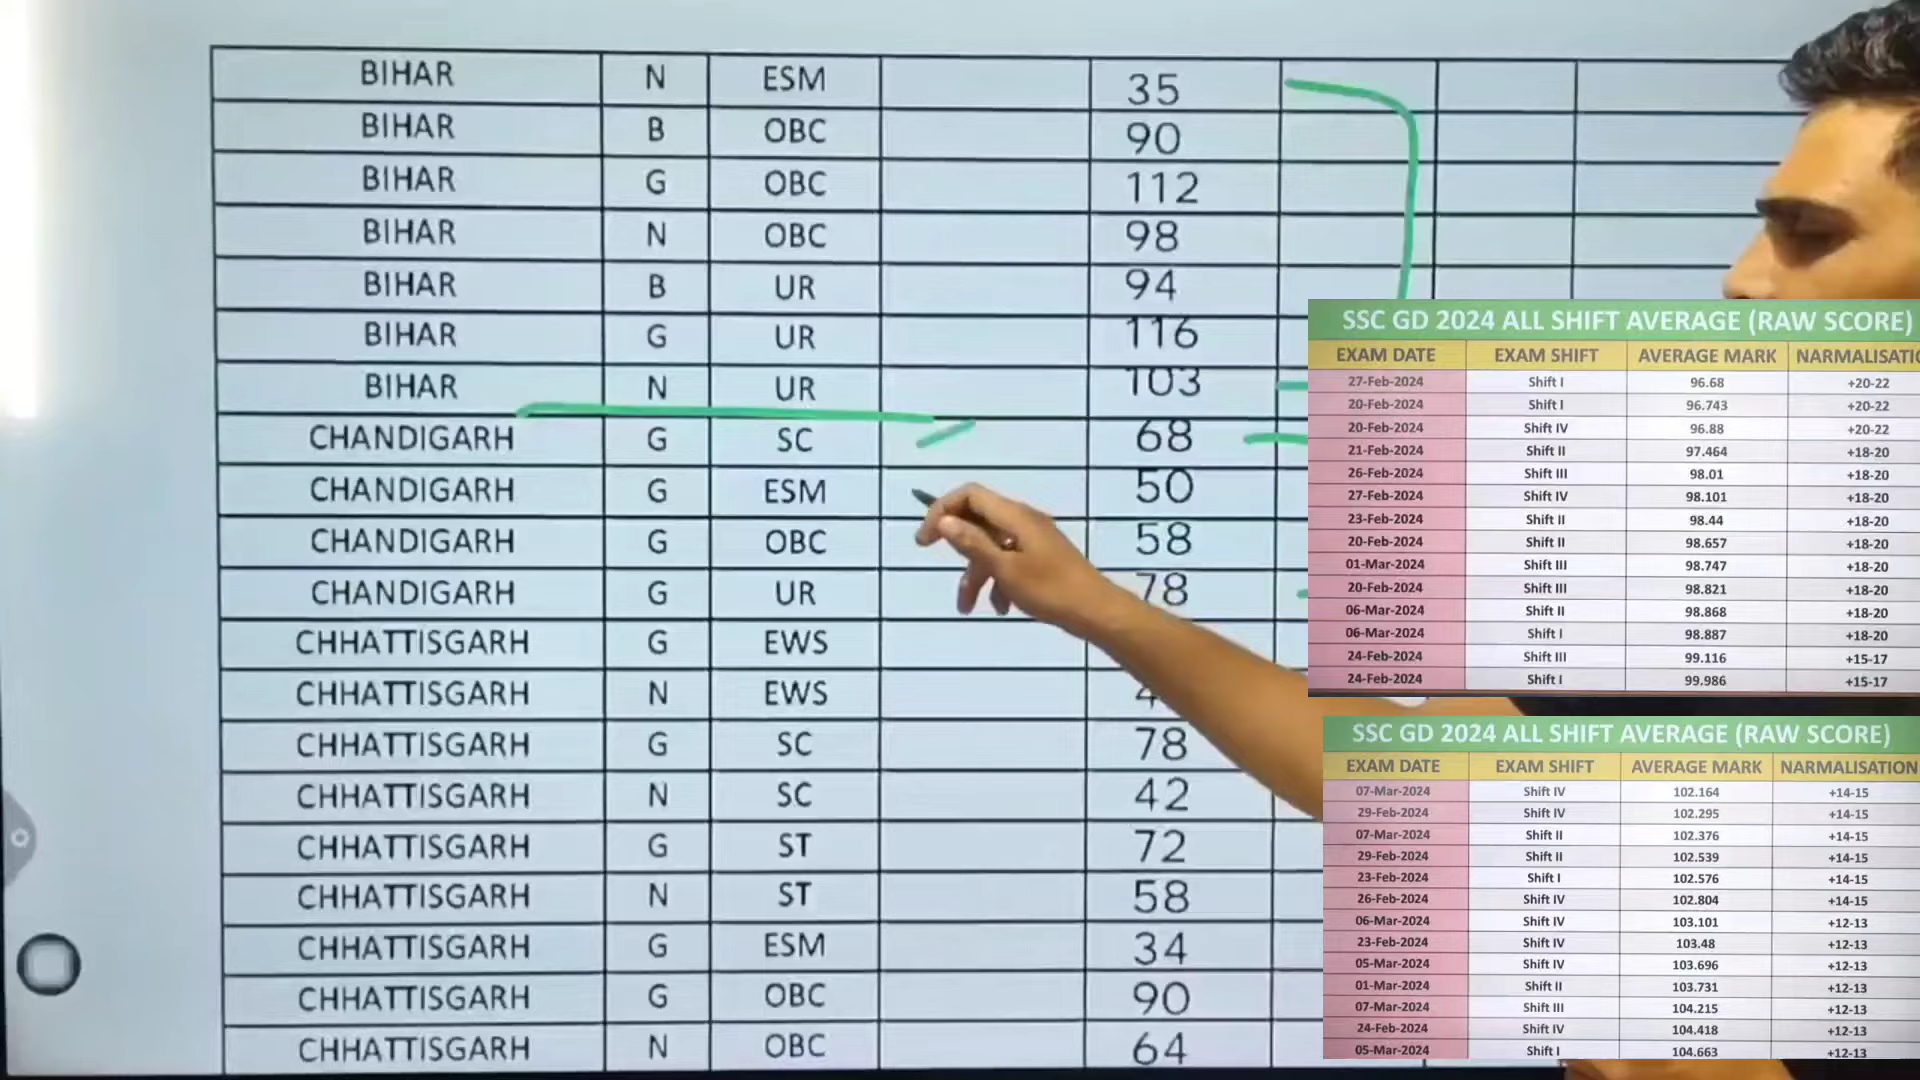 BIHAR N ESM 35
BIHAR B OBC 90
BIHAR G OBC 112
BIHAR N OBC 98
BIHAR B UR 94
BIHAR G UR 116
BIHAR N UR 103
CHANDIGARH G SC 68
CHANDIGARH G ESM 50
CHANDIGARH G OBC 58
CHANDIGARH G UR 78
CHHATTISGARH G EWS
CHHATTISGARH N EWS 4
CHHATTISGARH G SC 78
CHHATTISGARH N SC 42
CHHATTISGARH G ST 72
CHHATTISGARH N ST 58
CHHATTISGARH G ESM 34
CHHATTISGARH G OBC 90
CHHATTISGARH N OBC 64
SSC GD 2024 ALL SHIFT AVERAGE (RAW SCORE)
EXAM DATE EXAM SHIFT AVERAGE MARK NARMALISATIO
27-Feb-2024 Shift I 96.68 +20-22
20-Feb-2024 Shift I 96.743 +20-22
20-Feb-2024 Shift IV 96.88 +20-22
21-Feb-2024 Shift II 97.464 +18-20
26-Feb-2024 Shift III 98.01 +18-20
27-Feb-2024 Shift IV 98.101 +18-20
23-Feb-2024 Shift II 98.44 +18-20
20-Feb-2024 Shift II 98.657 +18-20
01-Mar-2024 Shift III 98.747 +18-20
20-Feb-2024 Shift III 98.821 +18-20
06-Mar-2024 Shift II 98.868 +18-20
06-Mar-2024 Shift I 98.887 +18-20
24-Feb-2024 Shift III 99.116 +15-17
24-Feb-2024 Shift I 99.986 +15-17
SSC GD 2024 ALL SHIFT AVERAGE (RAW SCORE)
EXAM DATE EXAM SHIFT AVERAGE MARK NARMALISATION
07-Mar-2024 Shift IV 102.164 +14-15
29-Feb-2024 Shift IV 102.295 +14-15
07-Mar-2024 Shift II 102.376 +14-15
29-Feb-2024 Shift II 102.539 +14-15
23-Feb-2024 Shift I 102.576 +14-15
26-Feb-2024 Shift IV 102.804 +14-15
06-Mar-2024 Shift IV 103.101 +12-13
23-Feb-2024 Shift IV 103.48 +12-13
05-Mar-2024 Shift IV 103.696 +12-13
01-Mar-2024 Shift II 103.731 +12-13
07-Mar-2024 Shift III 104.215 +12-13
24-Feb-2024 Shift IV 104.418 +12-13
05-Mar-2024 Shift I 104.663 +12-13